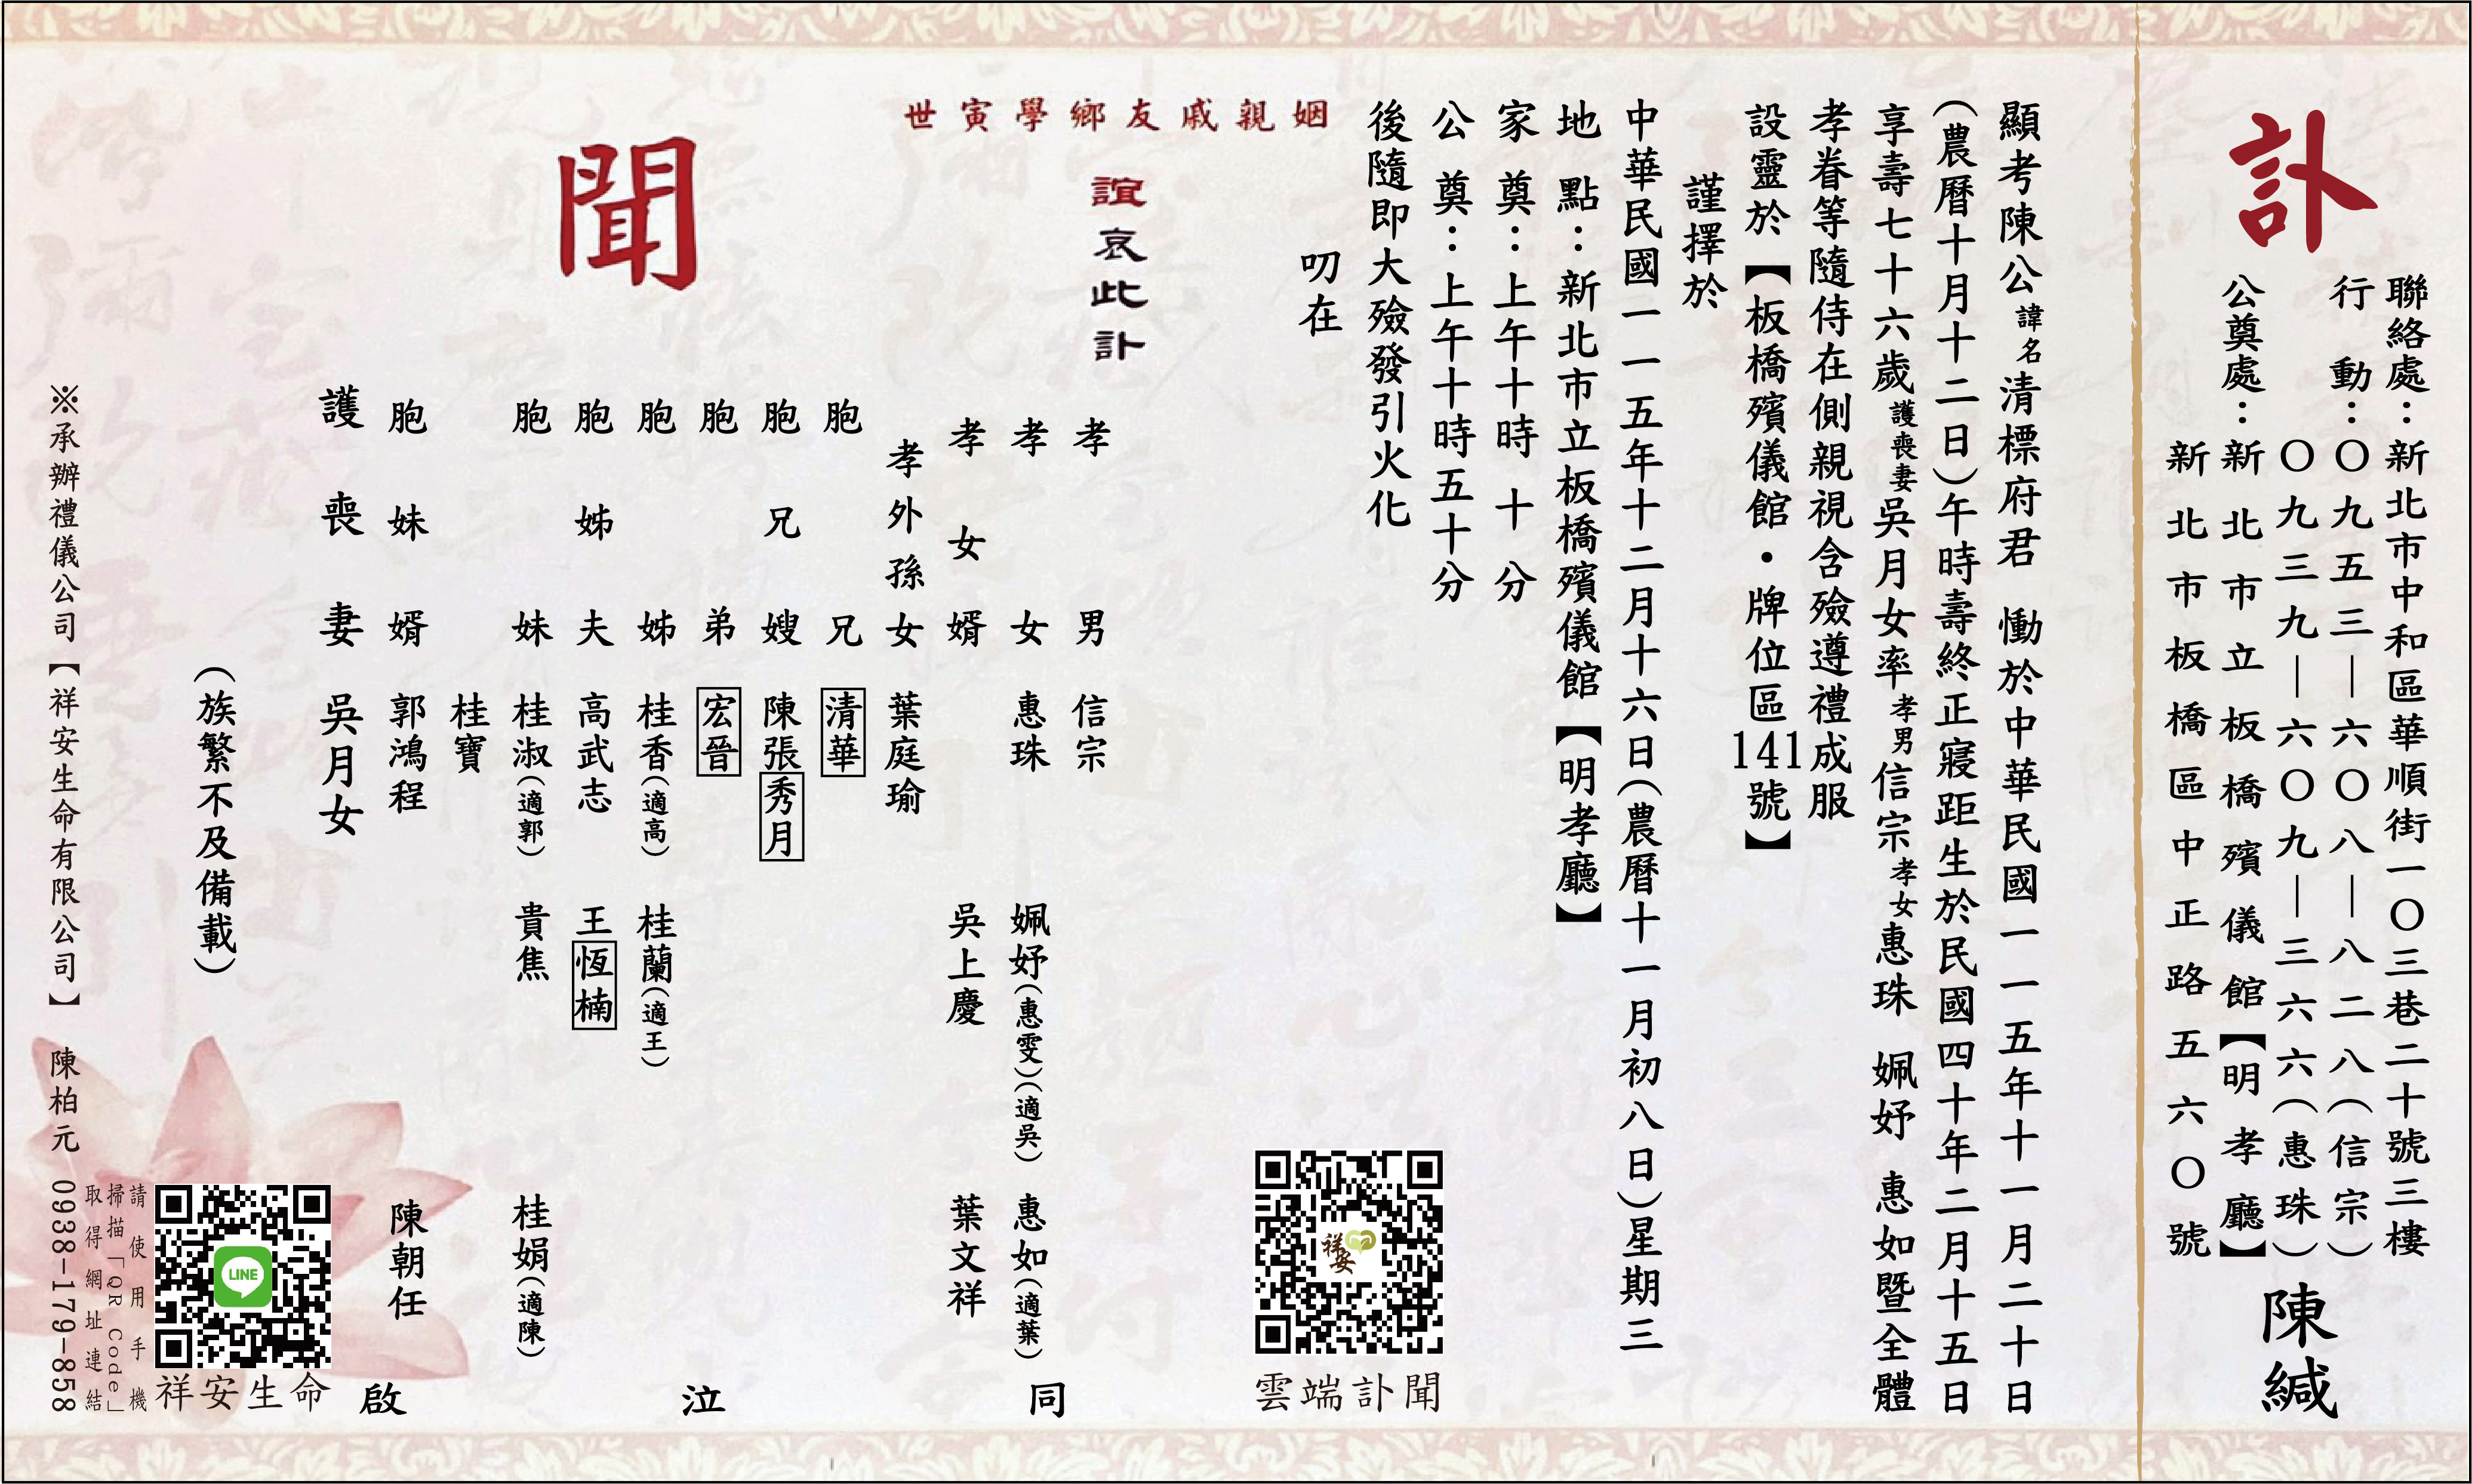 訃
聯絡處：新北市中和區華順街一〇三巷二十號三樓
行動：〇九五三－六〇八－八二八（信宗）
〇九三九－六〇九－三六六（惠珠）
公奠處：新北市立板橋殯儀館【明孝廳】
新北市板橋區中正路五六〇號
陳緘
顯考陳公諱名清標府君 慟於中華民國一一五年十一月二十日
（農曆十月十二日）午時壽終正寢距生於民國四十年二月十五日
享壽七十六歲護喪妻吳月女率孝男信宗孝女惠珠 姵妤 惠如暨全體
孝眷等隨侍在側親視含殮遵禮成服
設靈於【板橋殯儀館・牌位區141號】
謹擇於
中華民國一一五年十二月十六日（農曆十一月初八日）星期三
地點：新北市立板橋殯儀館【明孝廳】
家奠：上午十時十分
公奠：上午十時五十分
後隨即大殮發引火化
叨在
姻親戚友鄉學寅世
誼哀此訃
聞
孝男 信宗
孝女 惠珠 姵妤（惠雯）（適吳） 惠如（適葉）
孝女婿 吳上慶 葉文祥
孝外孫女 葉庭瑜
胞兄 清華
胞兄嫂 陳張秀月
胞弟 宏晉
胞姊 桂香（適高） 桂蘭（適王）
胞姊夫 高武志 王恆楠
胞妹 桂淑（適郭） 貴焦 桂娟（適陳）
桂寶
胞妹婿 郭鴻程 陳朝任
護喪妻 吳月女
同泣啟
（族繁不及備載）
雲端訃聞
祥安
LINE
祥安生命
請使用手機
掃描「QR Code」
取得網址連結
※承辦禮儀公司【祥安生命有限公司】 陳柏元 0938-179-858